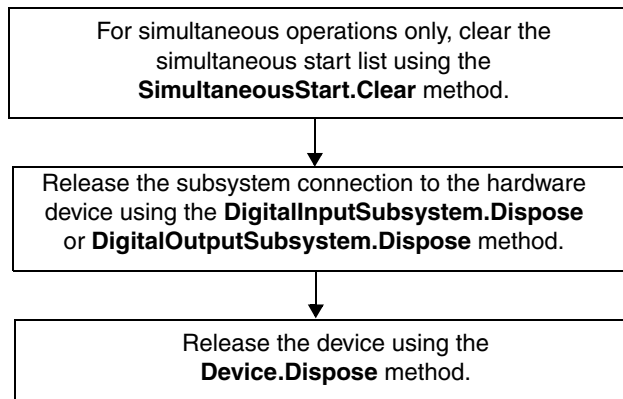 For simultaneous operations only, clear the
simultaneous start list using the
SimultaneousStart.Clear method.
Release the subsystem connection to the hardware
device using the DigitalInputSubsystem.Dispose
or DigitalOutputSubsystem.Dispose method.
Release the device using the
Device.Dispose method.